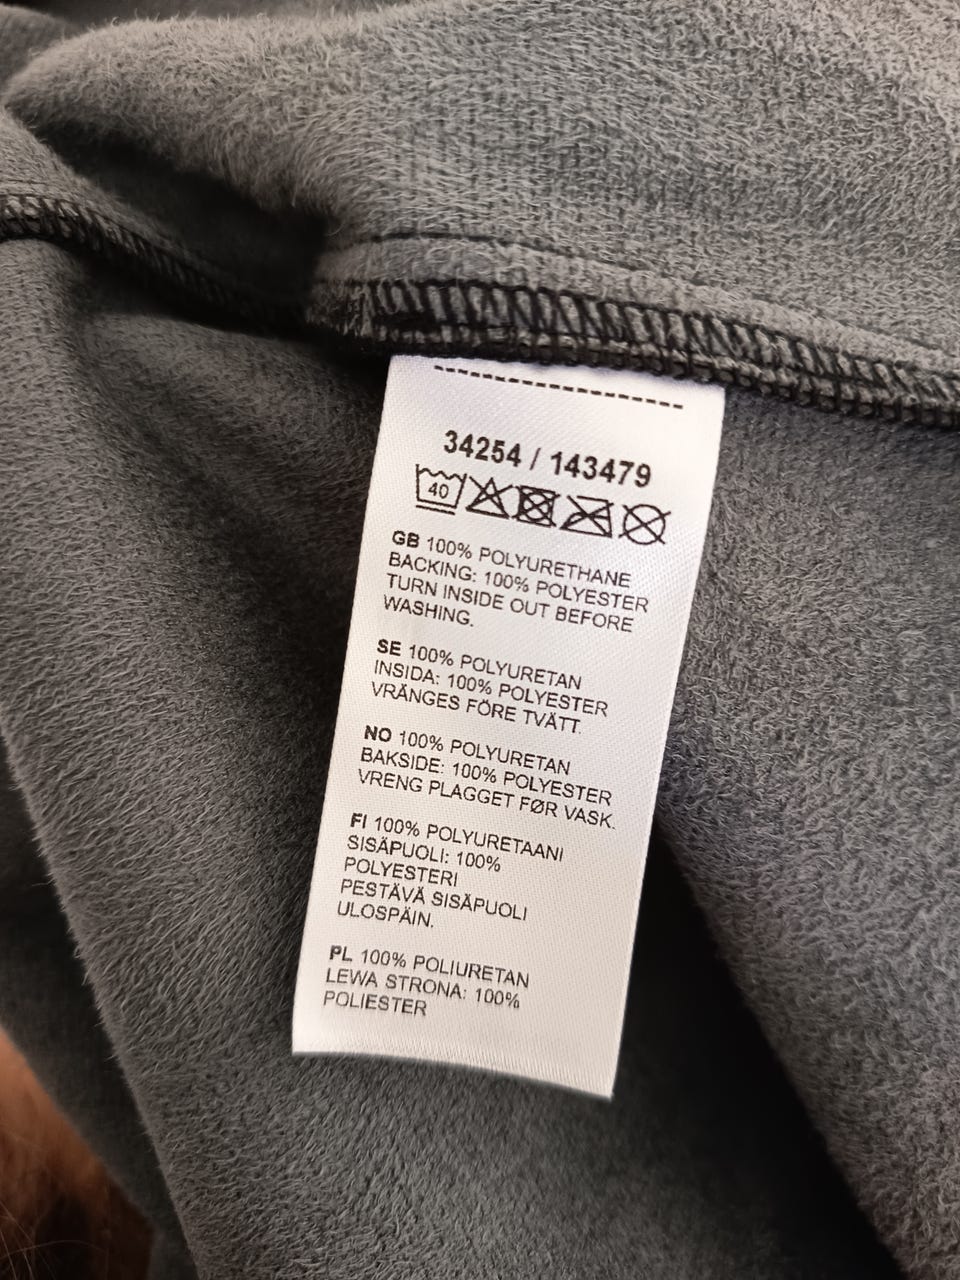 34254 / 143479
40
GB 100% POLYURETHANE
BACKING: 100% POLYESTER
TURN INSIDE OUT BEFORE
WASHING.
SE 100% POLYURETAN
INSIDA: 100% POLYESTER
VRÄNGES FÖRE TVÄTT.
NO 100% POLYURETAN
BAKSIDE: 100% POLYESTER
VRENG PLAGGET FØR VASK.
FI 100% POLYURETAANI
SISÄPUOLI: 100%
POLYESTERI
PESTÄVÄ SISÄPUOLI
ULOSPÄIN.
PL 100% POLIURETAN
LEWA STRONA: 100%
POLIESTER